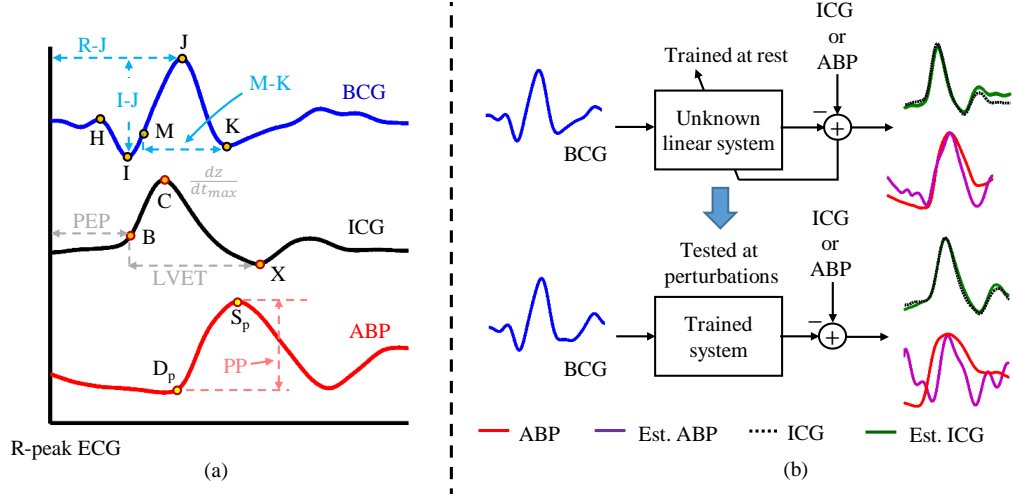 R-J
J
I-J
M-K
BCG
H
M
K
I
dz
dt_max
C
PEP
B
ICG
LVET
X
S_p
ABP
D_p
PP
R-peak ECG
(a)
ICG
or
ABP
Trained at rest
−
Unknown
linear system
+
BCG
Tested at
perturbations
ICG
or
ABP
−
Trained
system
+
BCG
ABP
Est. ABP
ICG
Est. ICG
(b)